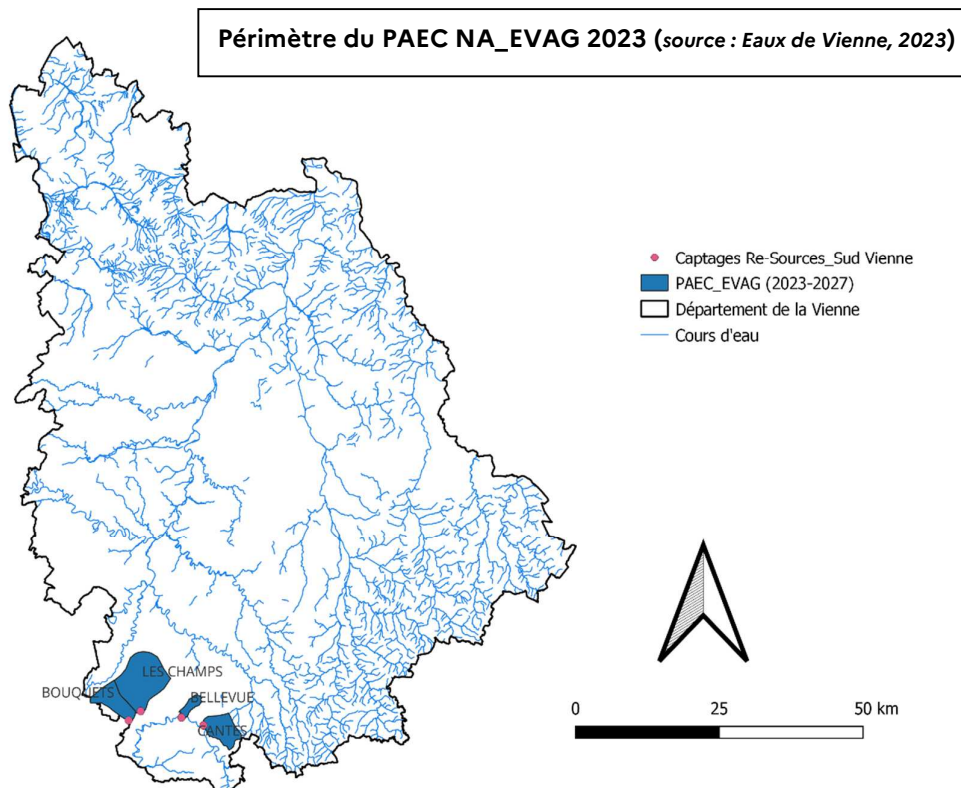 Périmètre du PAEC NA_EVAG 2023 (source : Eaux de Vienne, 2023)
Captages Re-Sources_Sud Vienne
PAEC_EVAG (2023-2027)
Département de la Vienne
Cours d'eau
LES CHAMPS
BOUQUETS
BELLEVUE
CANTES
0 25 50 km